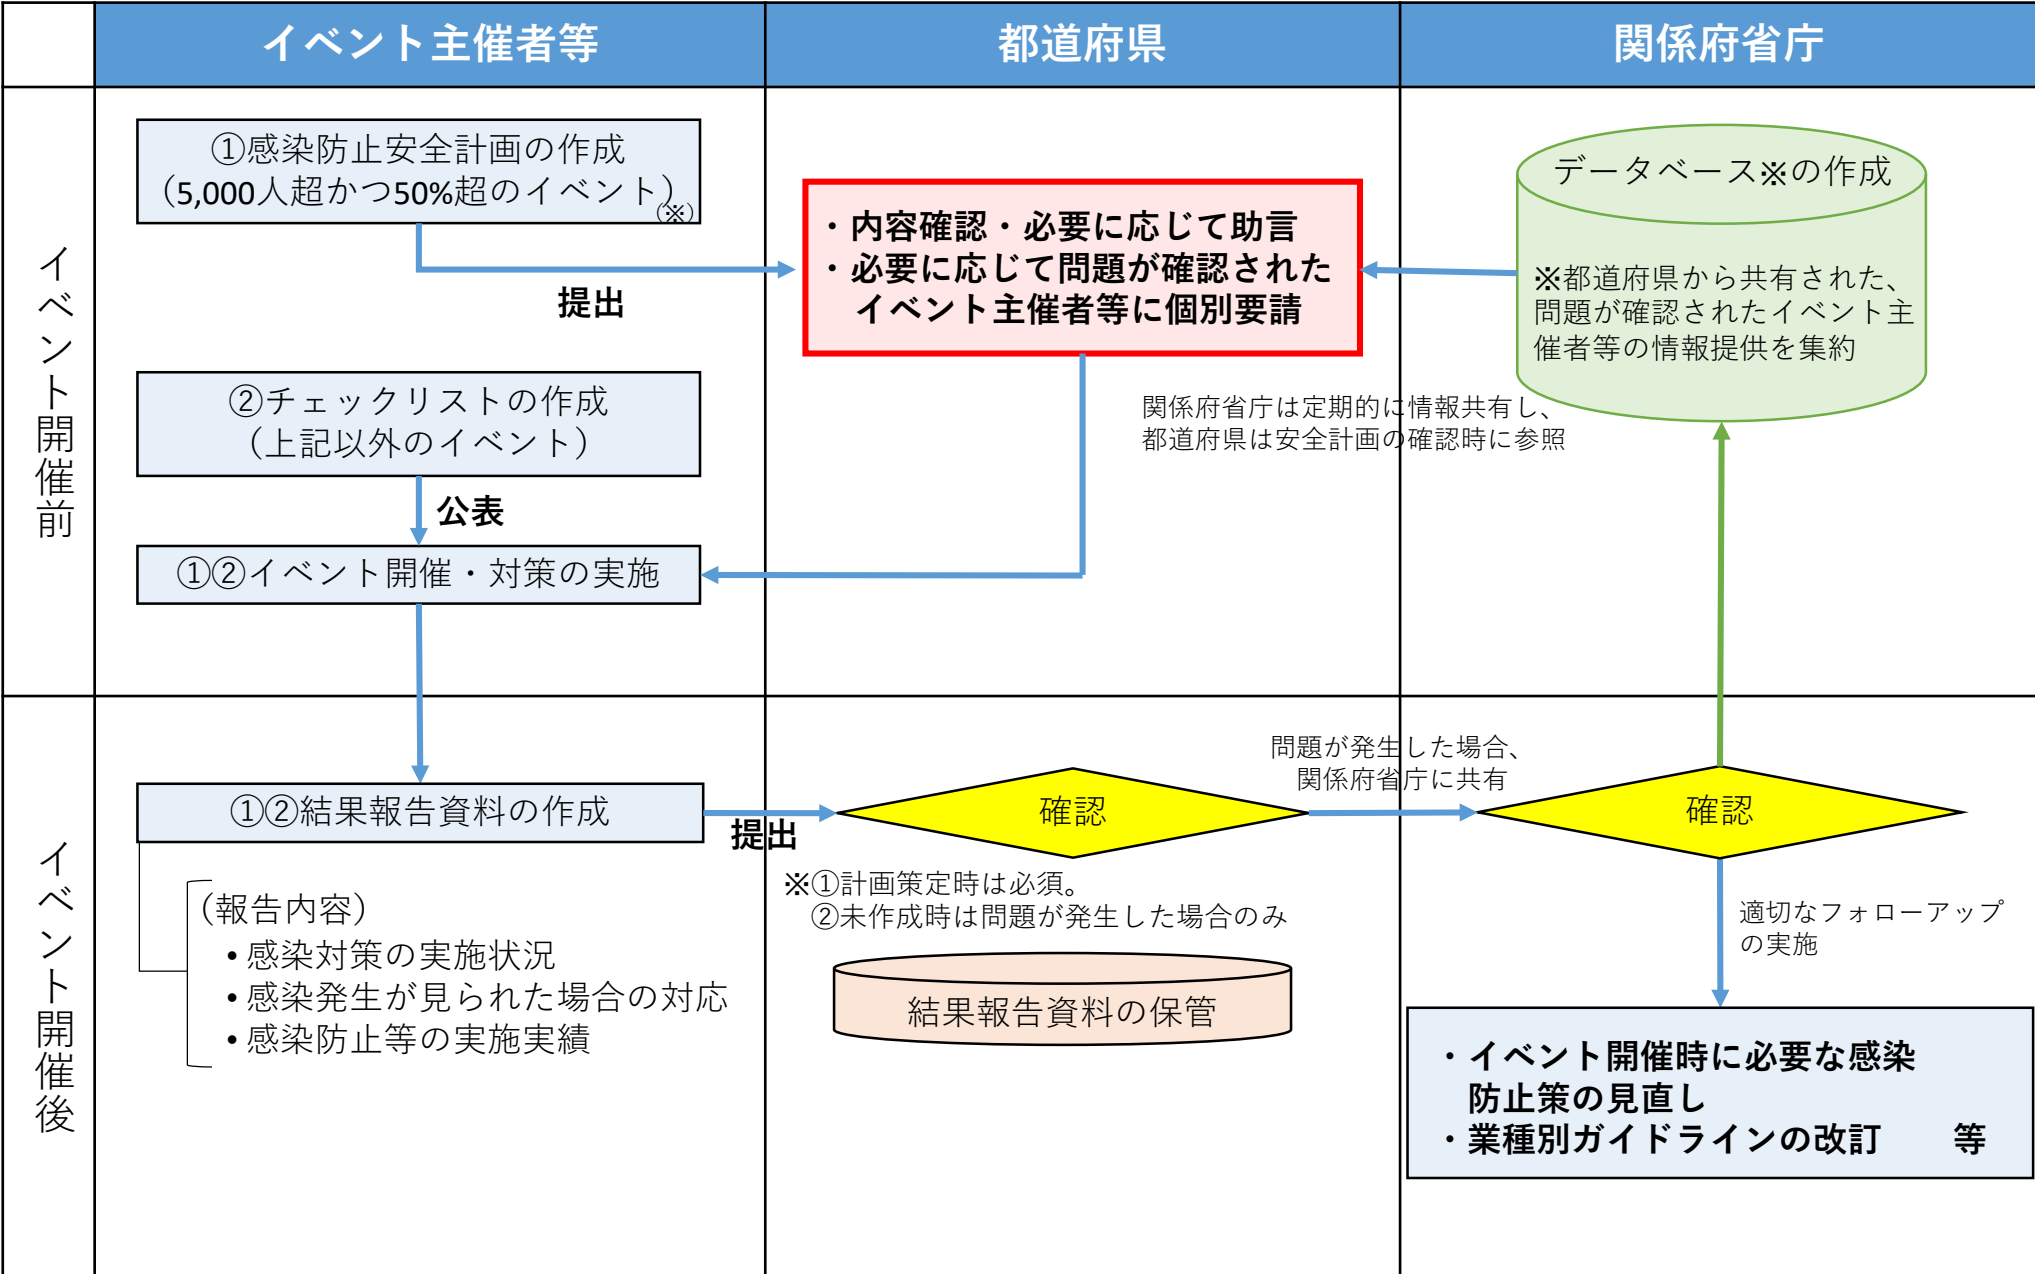 イベント主催者等
都道府県
関係府省庁
イベント開催前
①感染防止安全計画の作成
（5,000人超かつ50%超のイベント）
（※）
提出
②チェックリストの作成
（上記以外のイベント）
公表
①②イベント開催・対策の実施
・内容確認・必要に応じて助言
・必要に応じて問題が確認された
イベント主催者等に個別要請
データベース※の作成
※都道府県から共有された、
問題が確認されたイベント主
催者等の情報提供を集約
関係府省庁は定期的に情報共有し、
都道府県は安全計画の確認時に参照
イベント開催後
①②結果報告資料の作成
提出
（報告内容）
• 感染対策の実施状況
• 感染発生が見られた場合の対応
• 感染防止等の実施実績
確認
※①計画策定時は必須。
②未作成時は問題が発生した場合のみ
結果報告資料の保管
問題が発生した場合、
関係府省庁に共有
確認
適切なフォローアップ
の実施
・イベント開催時に必要な感染
防止策の見直し
・業種別ガイドラインの改訂　　等